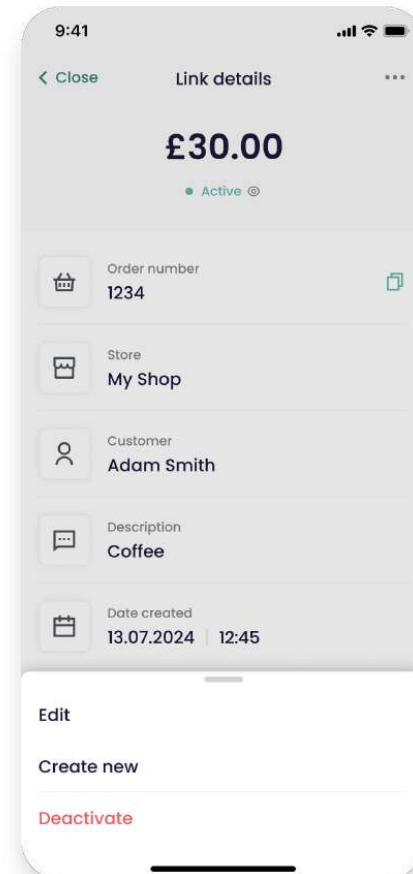 9:41
Close Link details ...
£30.00
Active
Order number
1234
Store
My Shop
Customer
Adam Smith
Description
Coffee
Date created
13.07.2024 | 12:45
Edit
Create new
Deactivate